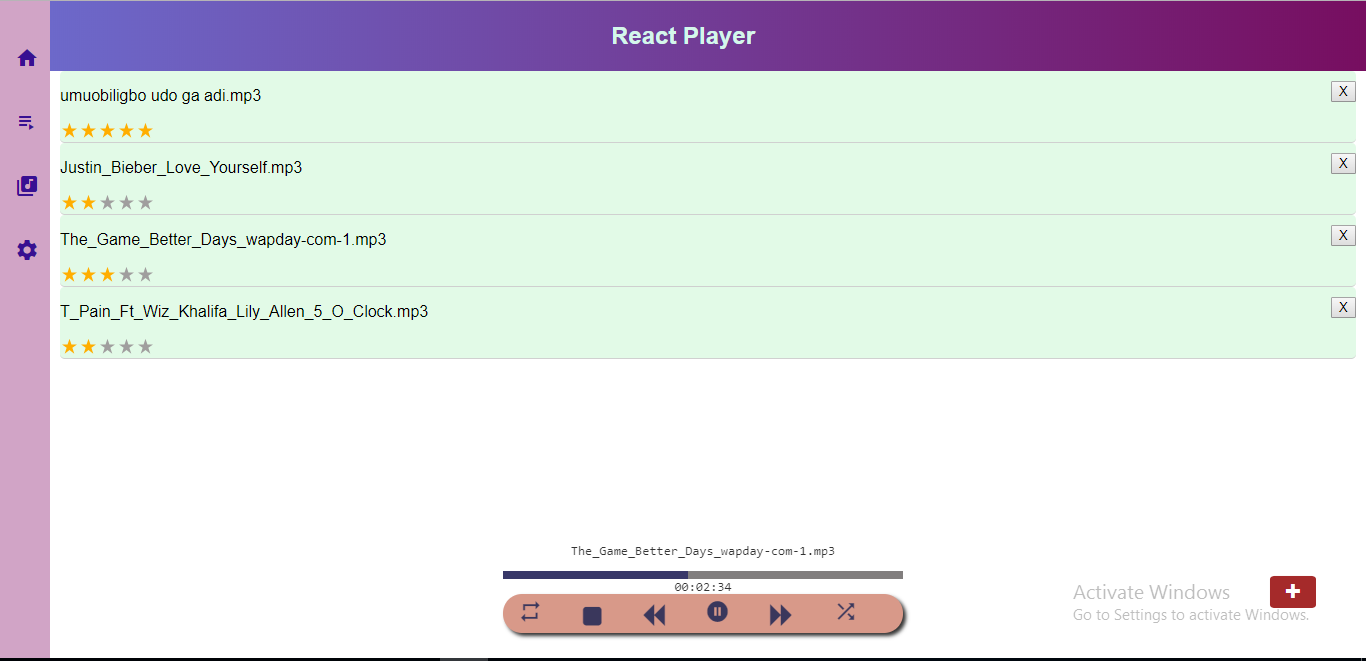 React Player
umuobiligbo udo ga adi.mp3
X
Justin_Bieber_Love_Yourself.mp3
X
The_Game_Better_Days_wapday-com-1.mp3
X
T_Pain_Ft_Wiz_Khalifa_Lily_Allen_5_O_Clock.mp3
X
The_Game_Better_Days_wapday-com-1.mp3
00:02:34
Activate Windows
Go to Settings to activate Windows.